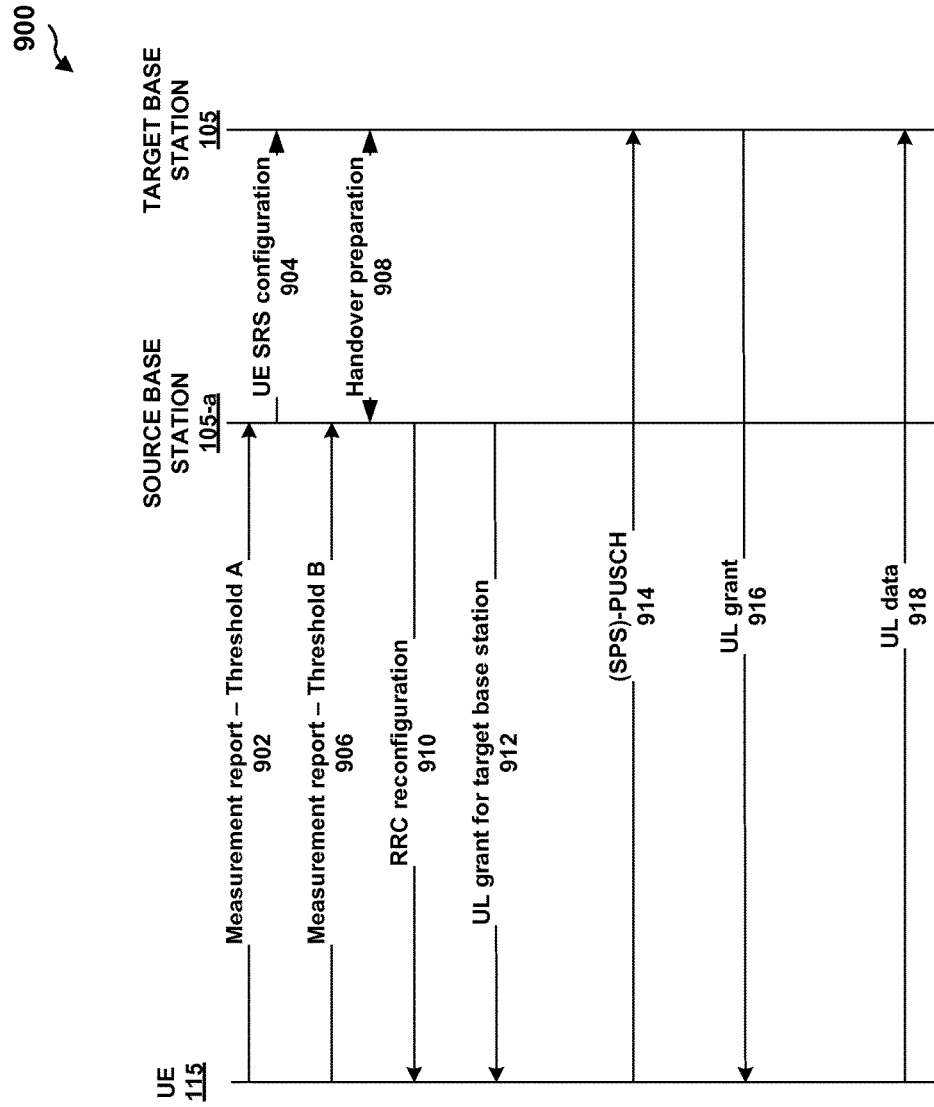 900
UE
115
SOURCE BASE
STATION
105-a
TARGET BASE
STATION
105
Measurement report – Threshold A
902
UE SRS configuration
904
Measurement report – Threshold B
906
Handover preparation
908
RRC reconfiguration
910
UL grant for target base station
912
(SPS)-PUSCH
914
UL grant
916
UL data
918